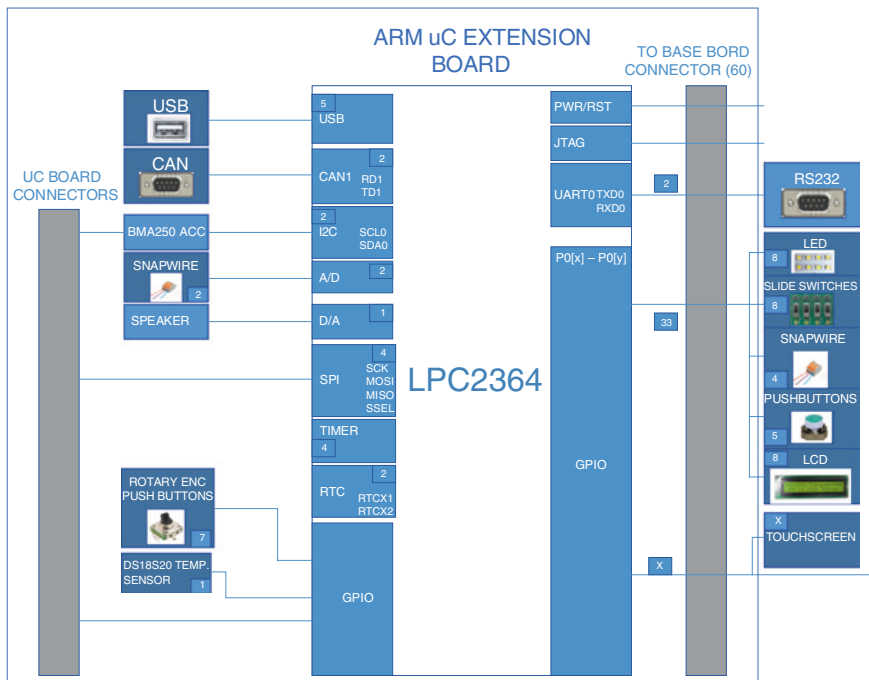 ARM uC EXTENSION
BOARD
TO BASE BORD
CONNECTOR (60)
UC BOARD
CONNECTORS
USB
CAN
BMA250 ACC
SNAPWIRE
2
SPEAKER
ROTARY ENC
PUSH BUTTONS
7
DS18S20 TEMP.
SENSOR
1
5
USB
2
CAN1 RD1
TD1
2
I2C SCL0
SDA0
A/D 2
D/A 1
4
SPI SCK
MOSI
MISO
SSEL
TIMER
4
2
RTC RTCX1
RTCX2
GPIO
LPC2364
PWR/RST
JTAG
UART0 TXD0
RXD0
P0[x] – P0[y]
GPIO
2
33
X
RS232
LED
8
SLIDE SWITCHES
8
SNAPWIRE
4
PUSHBUTTONS
5
8 LCD
X
TOUCHSCREEN